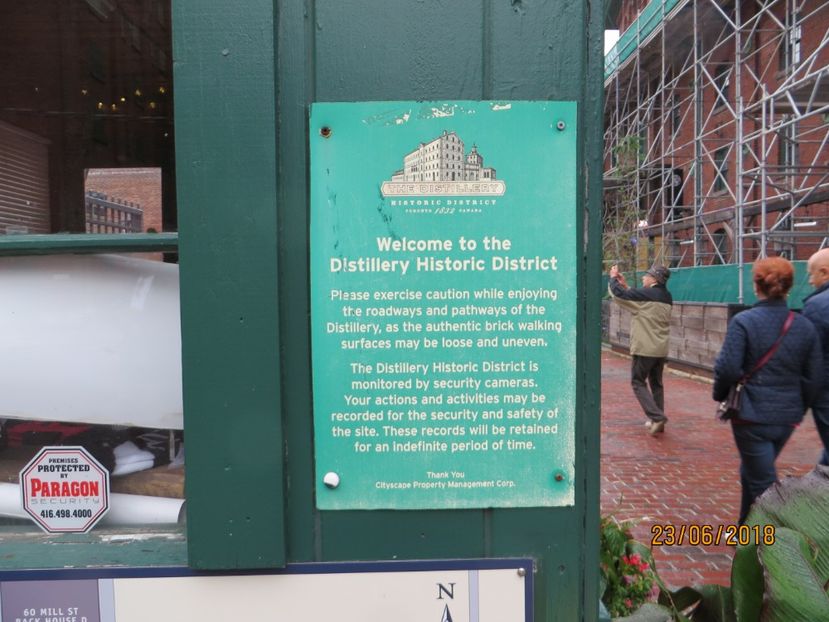 THE DISTILLERY
HISTORIC DISTRICT
TORONTO 1832 CANADA
Welcome to the
Distillery Historic District
Please exercise caution while enjoying
the roadways and pathways of the
Distillery, as the authentic brick walking
surfaces may be loose and uneven.
The Distillery Historic District is
monitored by security cameras.
Your actions and activities may be
recorded for the security and safety of
the site. These records will be retained
for an indefinite period of time.
Thank You
Cityscape Property Management Corp.
PREMISES
PROTECTED
BY
PARAGON
SECURITY
416.498.4000
23/06/2018
60 MILL ST
RACK HOUSE D
N